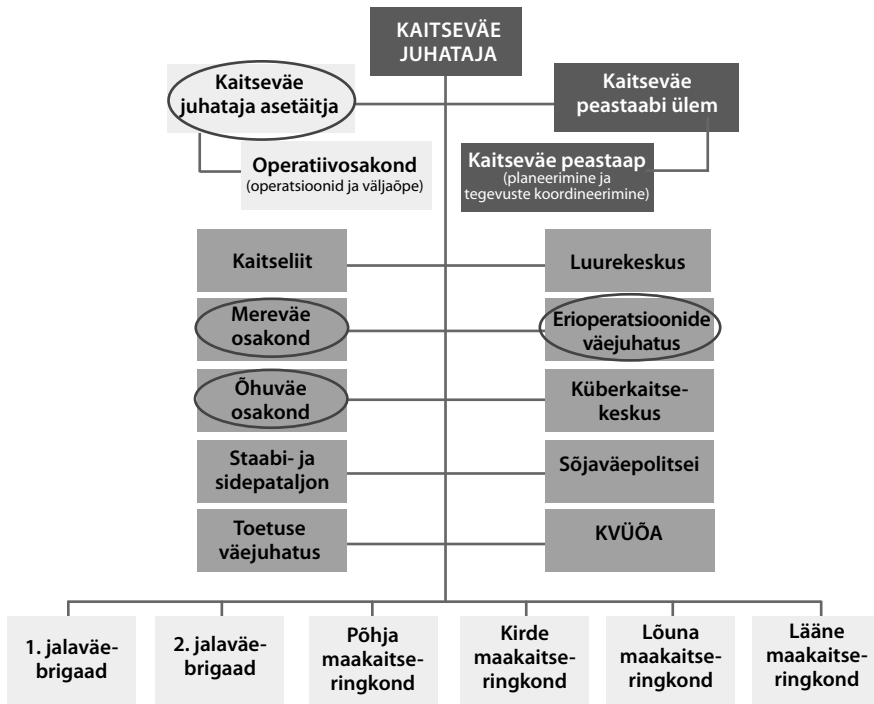 KAITSEVÄE
JUHATAJA
Kaitseväe
juhataja asetäitja
Kaitseväe
peastaabi ülem
Operatiivosakond
(operatsioonid ja väljaõpe)
Kaitseväe peastaap
(planeerimine ja
tegevuste koordineerimine)
Kaitseliit
Luurekeskus
Mereväe
osakond
Erioperatsioonide
väejuhatus
Õhuväe
osakond
Küberkaitse-
keskus
Staabi- ja
sidepataljon
Sõjaväepolitsei
Toetuse
väejuhatus
KVÜÕA
1. jalaväe-
brigaad
2. jalaväe-
brigaad
Põhja
maakaitse-
ringkond
Kirde
maakaitse-
ringkond
Lõuna
maakaitse-
ringkond
Lääne
maakaitse-
ringkond